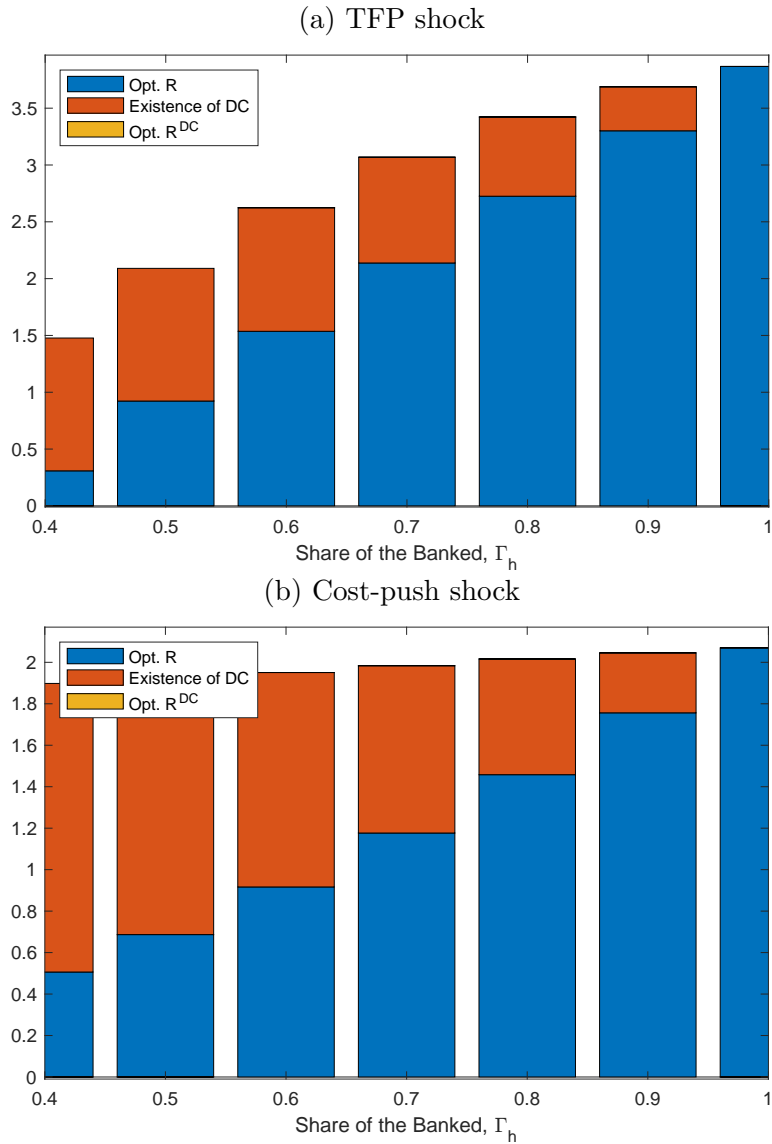 (a) TFP shock
Opt. R
Existence of DC
Opt. R^DC
3.5
3
2.5
2
1.5
1
0.5
0
0.4 0.5 0.6 0.7 0.8 0.9 1
Share of the Banked, Γ_h
(b) Cost-push shock
Opt. R
Existence of DC
Opt. R^DC
2
1.8
1.6
1.4
1.2
1
0.8
0.6
0.4
0.2
0
0.4 0.5 0.6 0.7 0.8 0.9 1
Share of the Banked, Γ_h